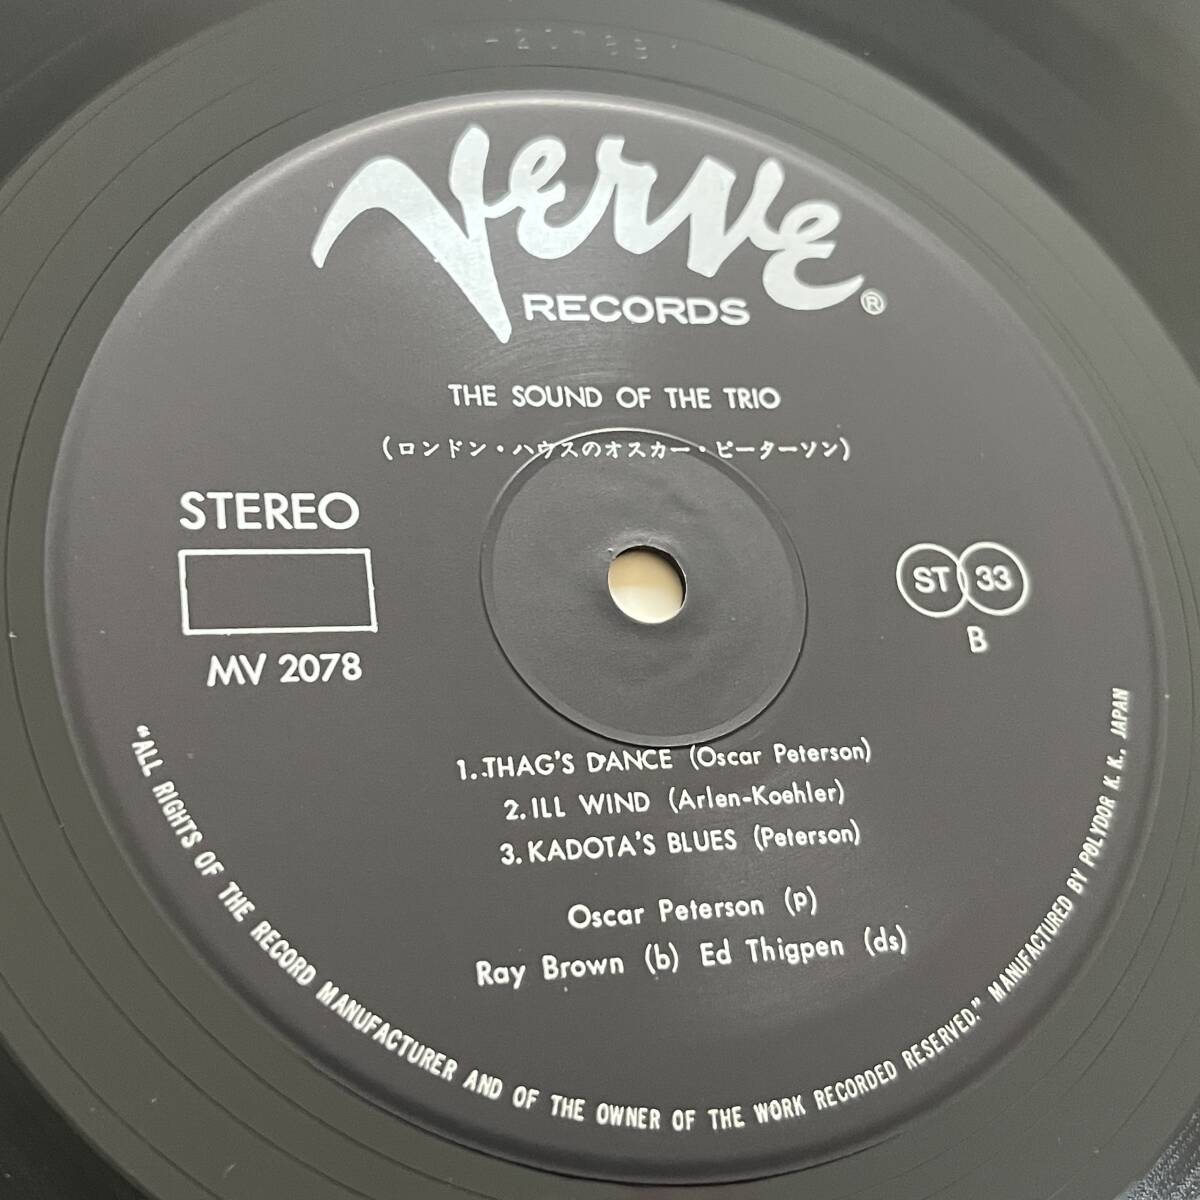 Verve
RECORDS ®
THE SOUND OF THE TRIO
(ロンドン・ハウスのオスカー・ピーターソン)
STEREO
MV 2078
ST 33
B
1. THAG'S DANCE (Oscar Peterson)
2. ILL WIND (Arlen-Koehler)
3. KADOTA'S BLUES (Peterson)
Oscar Peterson (p)
Ray Brown (b) Ed Thigpen (ds)
"ALL RIGHTS OF THE RECORD MANUFACTURER AND OF THE OWNER OF THE WORK RECORDED RESERVED." MANUFACTURED BY POLYDOR K. K., JAPAN